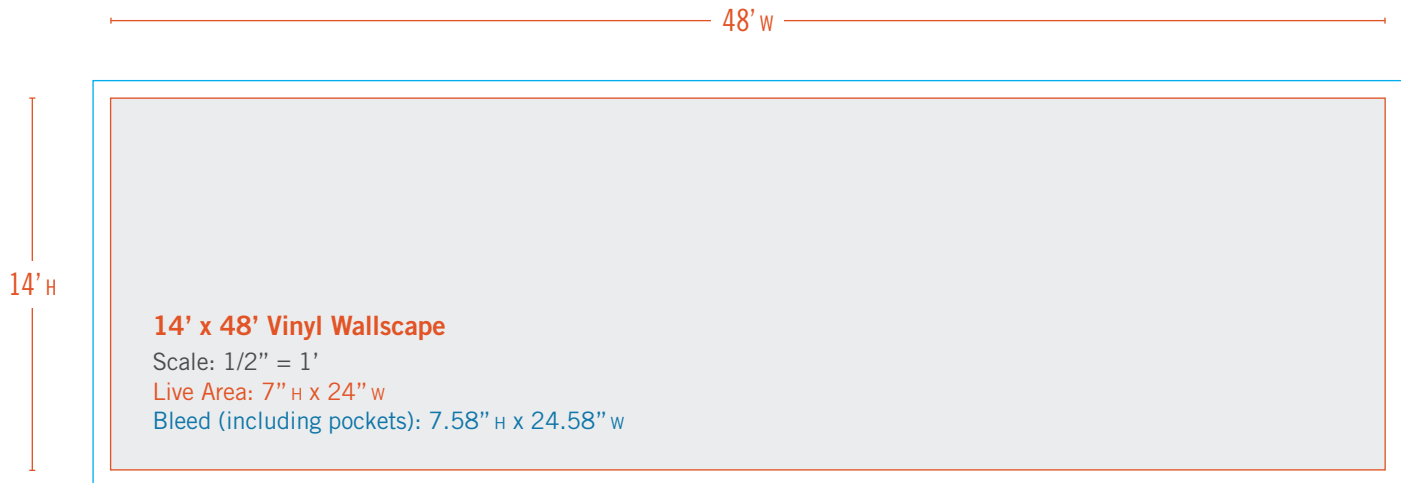 48’ W
14’ H
14’ x 48’ Vinyl Wallscape
Scale: 1/2” = 1’
Live Area: 7” H x 24” W
Bleed (including pockets): 7.58” H x 24.58” W